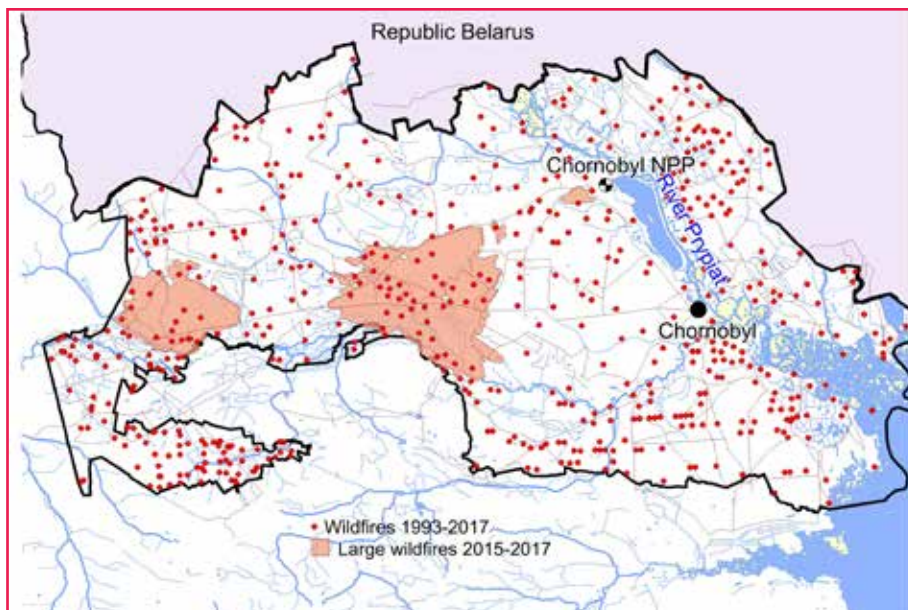 Republic Belarus
Chornobyl NPP
River Prypiat
Chornobyl
Wildfires 1993-2017
Large wildfires 2015-2017